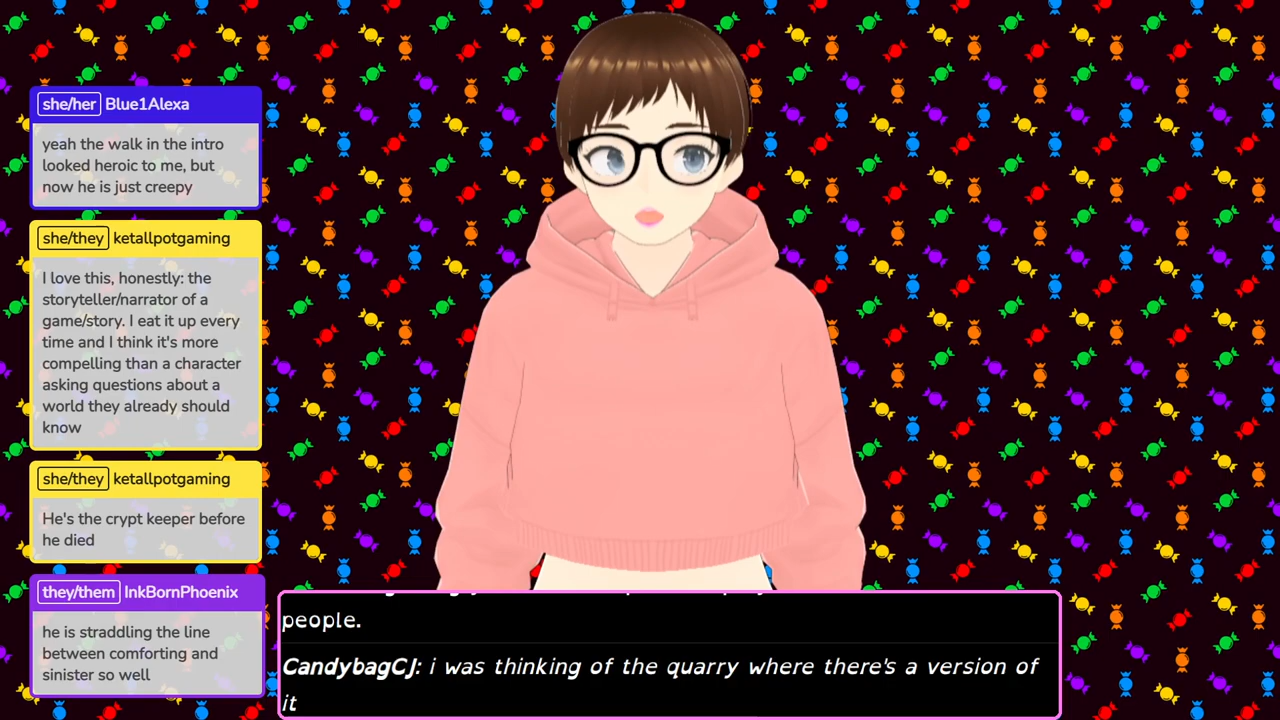 she/her Blue1Alexa
yeah the walk in the intro
looked heroic to me, but
now he is just creepy
she/they ketallpotgaming
I love this, honestly: the
storyteller/narrator of a
game/story. I eat it up every
time and I think it's more
compelling than a character
asking questions about a
world they already should
know
she/they ketallpotgaming
He's the crypt keeper before
he died
they/them InkBornPhoenix
he is straddling the line
between comforting and
sinister so well
people.
CandybagCJ: i was thinking of the quarry where there's a version of
it